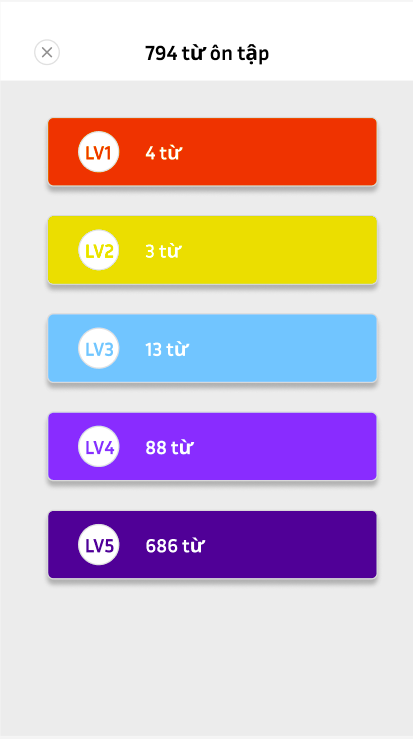 794 từ ôn tập
LV1 4 từ
LV2 3 từ
LV3 13 từ
LV4 88 từ
LV5 686 từ